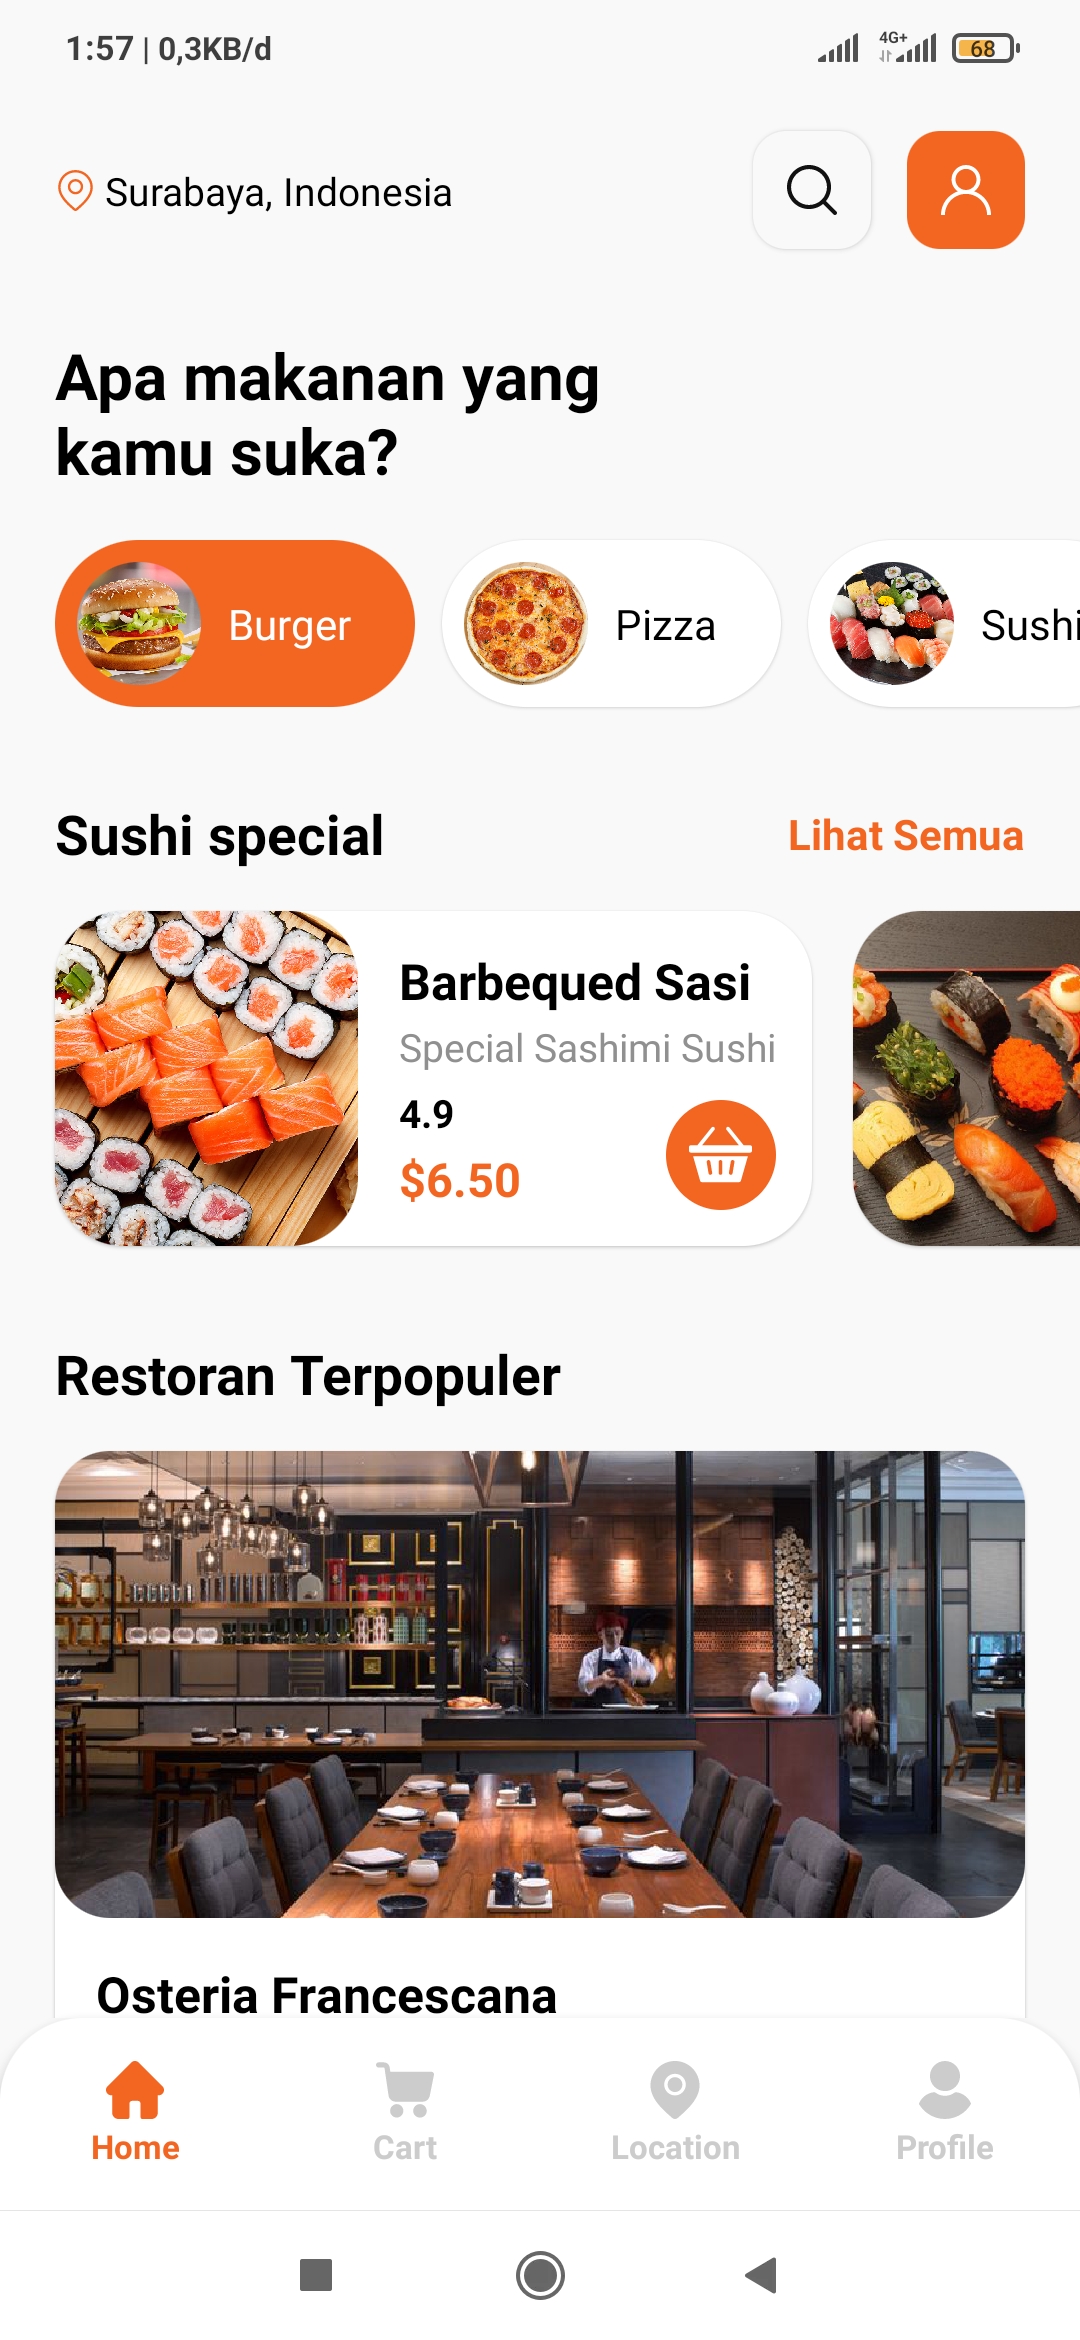 1:57 | 0,3KB/d
4G+
68
Surabaya, Indonesia
Apa makanan yang
kamu suka?
Burger
Pizza
Sushi
Sushi special
Lihat Semua
Barbequed Sasi
Special Sashimi Sushi
4.9
$6.50
Restoran Terpopuler
Osteria Francescana
Home
Cart
Location
Profile